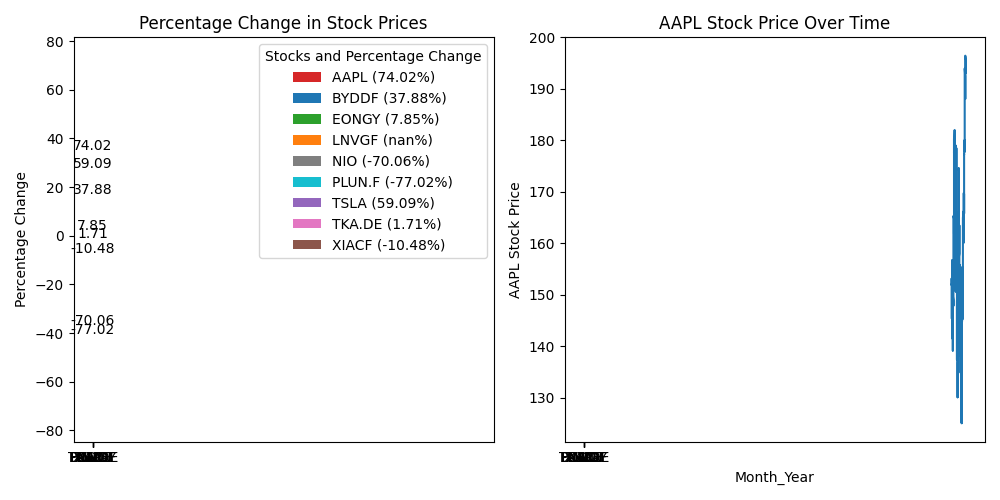 Percentage Change in Stock Prices
Percentage Change
80
60
40
20
0
−20
−40
−60
−80
74.02
59.09
37.88
7.85
1.71
-10.48
-70.06
-77.02
Stocks and Percentage Change
AAPL (74.02%)
BYDDF (37.88%)
EONGY (7.85%)
LNVGF (nan%)
NIO (-70.06%)
PLUN.F (-77.02%)
TSLA (59.09%)
TKA.DE (1.71%)
XIACF (-10.48%)
AAPL Stock Price Over Time
AAPL Stock Price
200
190
180
170
160
150
140
130
Month_Year